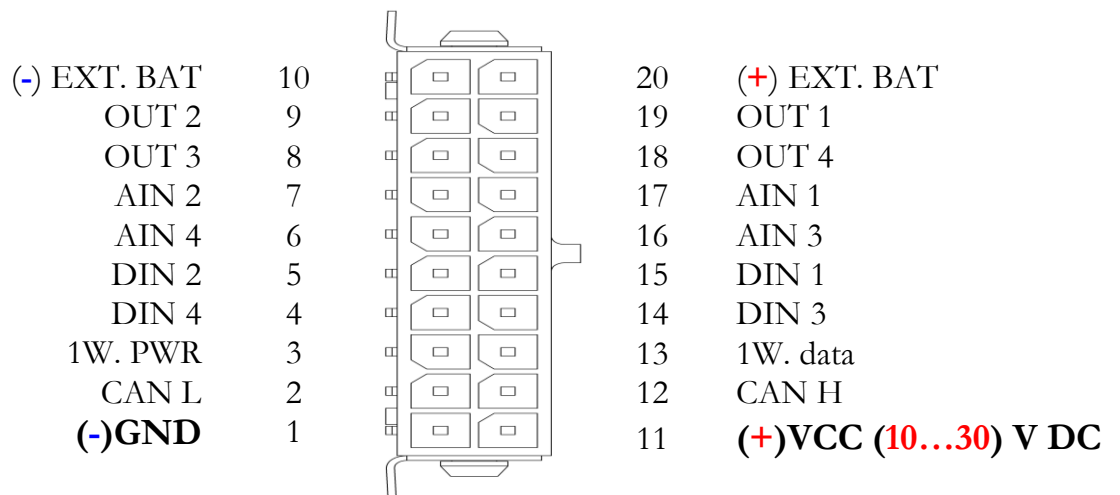 (-) EXT. BAT 10 20 (+) EXT. BAT
OUT 2 9 19 OUT 1
OUT 3 8 18 OUT 4
AIN 2 7 17 AIN 1
AIN 4 6 16 AIN 3
DIN 2 5 15 DIN 1
DIN 4 4 14 DIN 3
1W. PWR 3 13 1W. data
CAN L 2 12 CAN H
(-)GND 1 11 (+)VCC (10…30) V DC